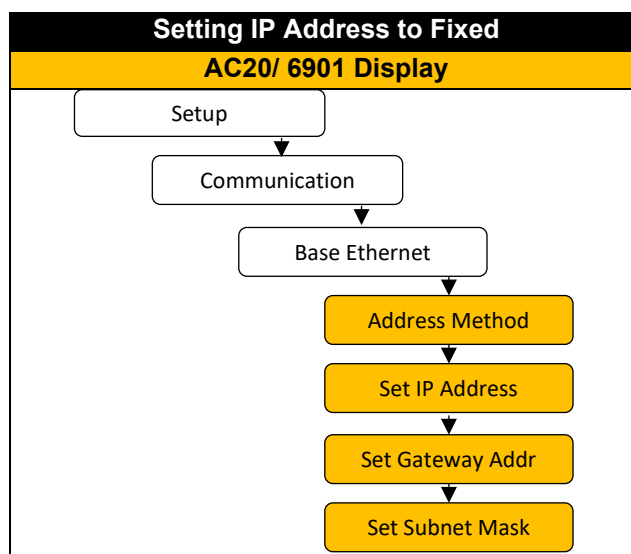 Setting IP Address to Fixed
AC20/ 6901 Display
Setup
Communication
Base Ethernet
Address Method
Set IP Address
Set Gateway Addr
Set Subnet Mask